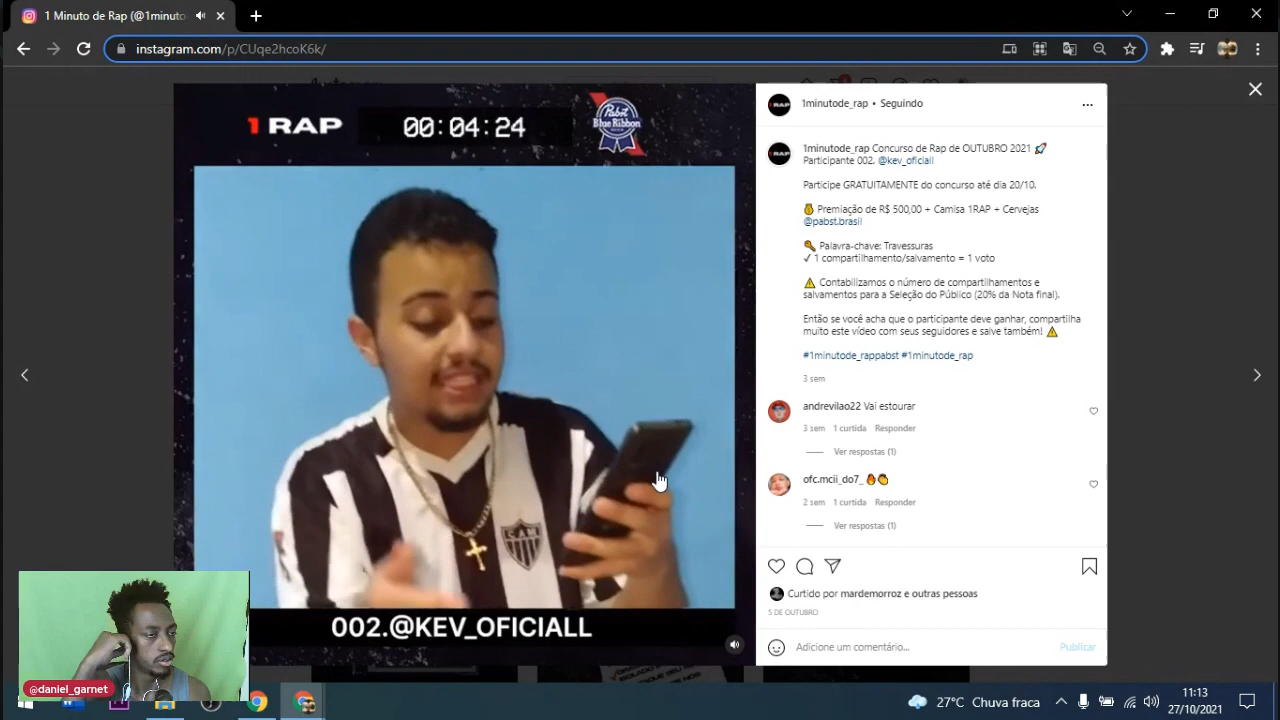 1 Minuto de Rap (@1minuto
instagram.com/p/CUqe2hcoK6k/
1 RAP
00:04:24
Pabst
Blue Ribbon
C.A.M
002.@KEV_OFICIALL
@daniel_garnet
1minutode_rap • Seguindo
1minutode_rap Concurso de Rap de OUTUBRO 2021 🚀
Participante 002. @kev_oficiall
Participe GRATUITAMENTE do concurso até dia 20/10.
💰 Premiação de R$ 500,00 + Camisa 1RAP + Cervejas
@pabst.brasil
🔑 Palavra-chave: Travessuras
✓ 1 compartilhamento/salvamento = 1 voto
⚠ Contabilizamos o número de compartilhamentos e
salvamentos para a Seleção do Público (20% da Nota final).
Então se você acha que o participante deve ganhar, compartilha
muito este vídeo com seus seguidores e salve também! ⚠
#1minutode_rappabst #1minutode_rap
3 sem
andrevilao22 Vai estourar
3 sem 1 curtida Responder
Ver respostas (1)
ofc.mcii_do7_ 🔥👏
2 sem 1 curtida Responder
Ver respostas (1)
Curtido por mardemorroz e outras pessoas
5 DE OUTUBRO
Adicione um comentário...
Publicar
27°C Chuva fraca
11:13
27/10/2021